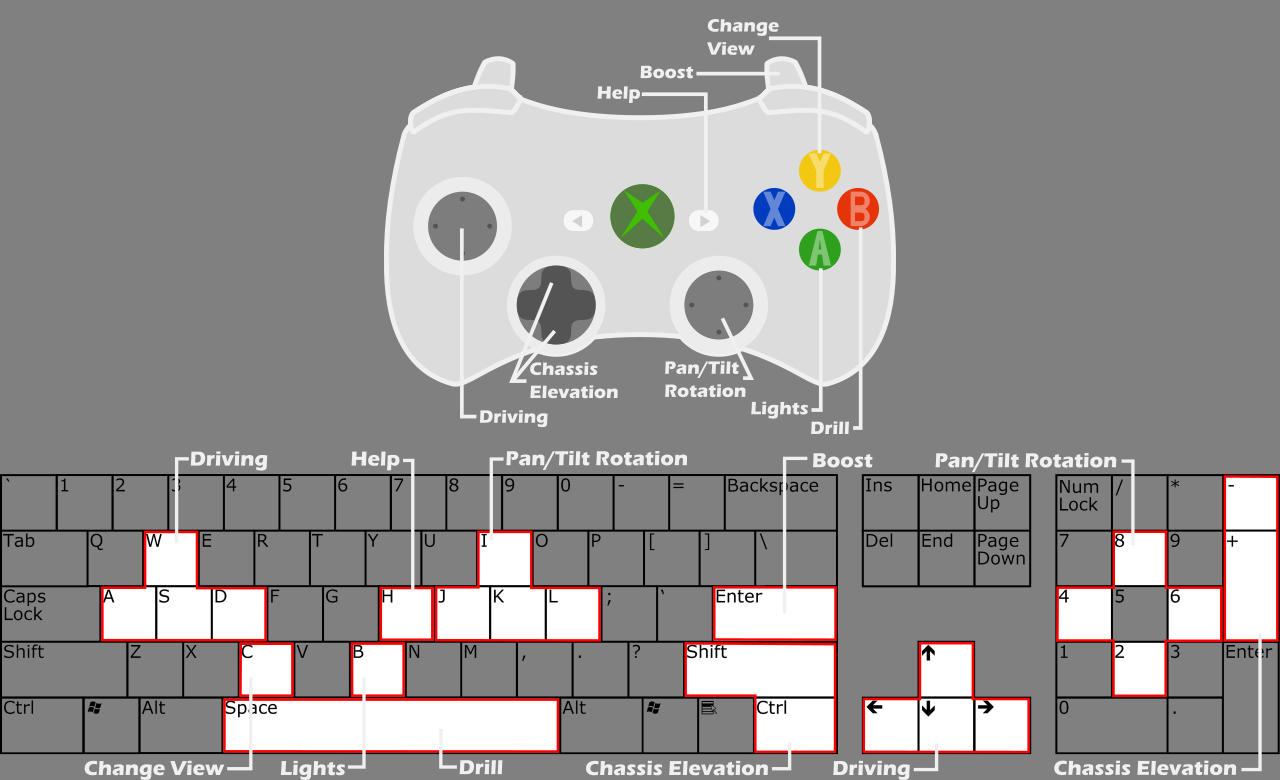 Change
View
Boost
Help
Y
X
B
A
Chassis
Elevation
Pan/Tilt
Rotation
Driving
Lights
Drill
Driving
Help
Pan/Tilt Rotation
Boost
Pan/Tilt Rotation
` 1 2 3 4 5 6 7 8 9 0 - = Backspace
Ins Home Page
Up
Num
Lock
/ * -
Tab Q W E R T Y U I O P [ ] \
Del End Page
Down
7 8 9 +
Caps
Lock
A S D F G H J K L ; ` Enter
4 5 6
Shift Z X C V B N M , . ? Shift
↑
1 2 3 Enter
Ctrl Alt Space Alt Ctrl
← ↓ →
0 .
Change View
Lights
Drill
Chassis Elevation
Driving
Chassis Elevation